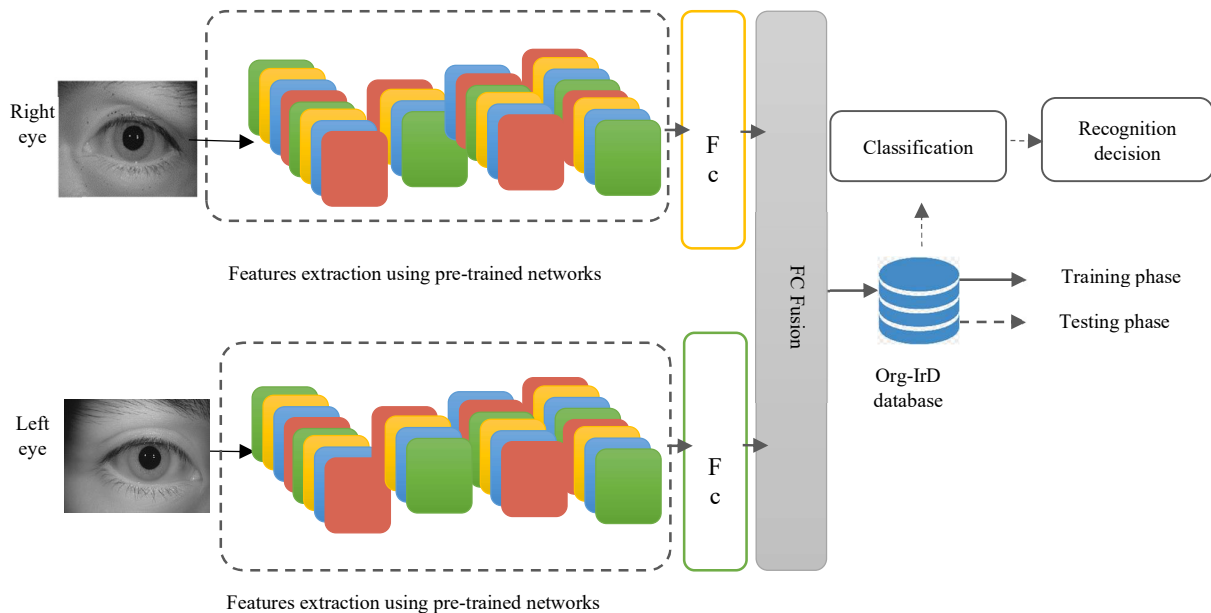 Right
eye
F
c
Features extraction using pre-trained networks
Classification
Recognition
decision
FC Fusion
Training phase
Testing phase
Org-IrD
database
Left
eye
F
c
Features extraction using pre-trained networks